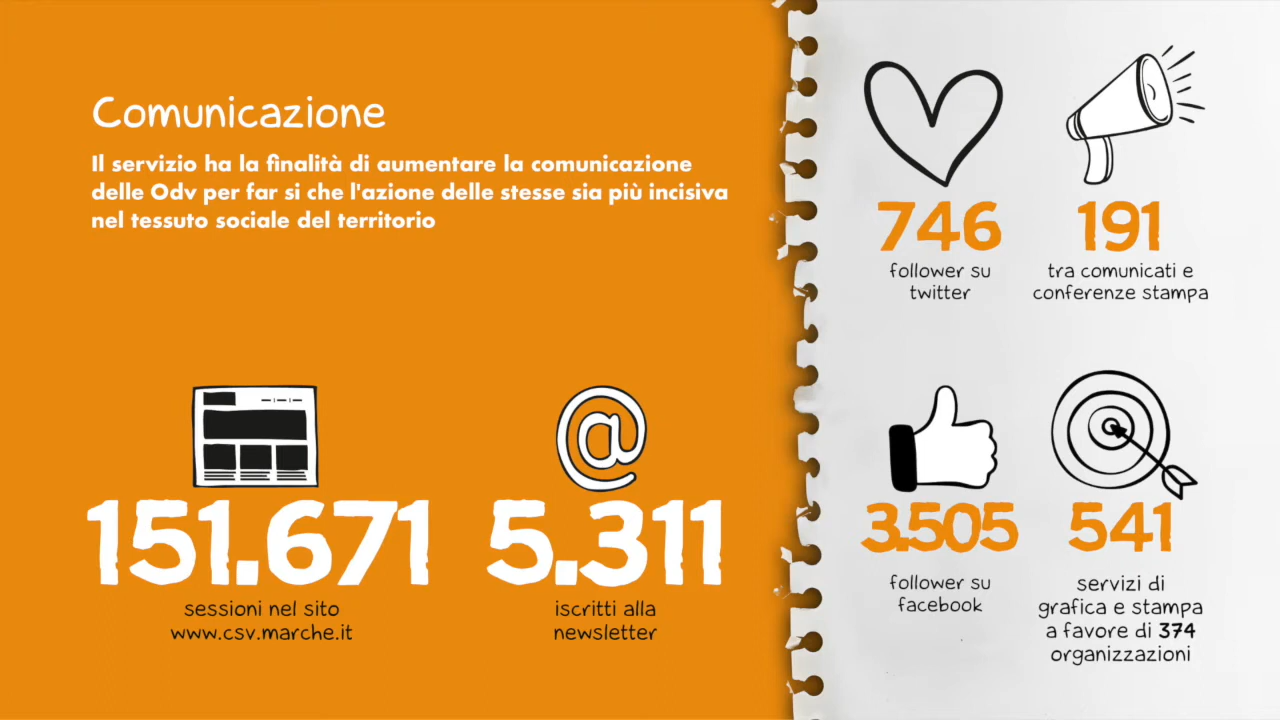 Comunicazione
Il servizio ha la finalità di aumentare la comunicazione
delle Odv per far si che l'azione delle stesse sia più incisiva
nel tessuto sociale del territorio
151.671
sessioni nel sito
www.csv.marche.it
5.311
iscritti alla
newsletter
746
follower su
twitter
191
tra comunicati e
conferenze stampa
3.505
follower su
facebook
541
servizi di
grafica e stampa
a favore di 374
organizzazioni